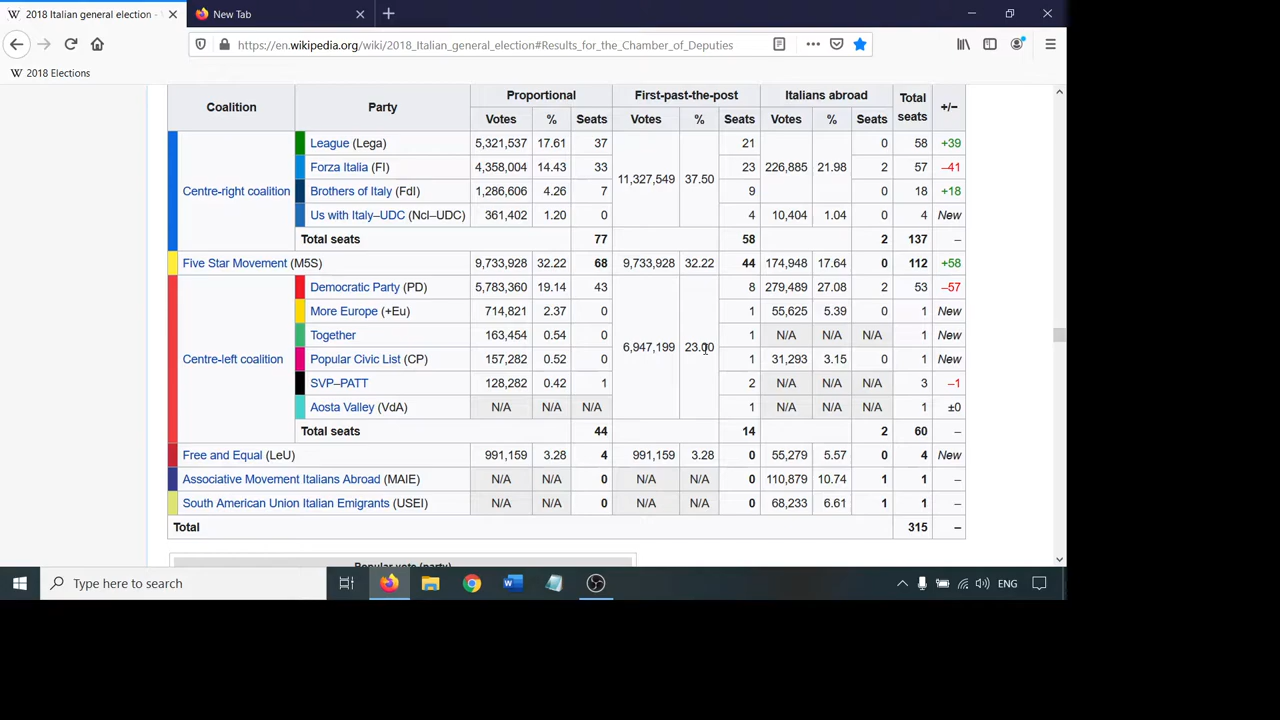 2018 Italian general election - New Tab
https://en.wikipedia.org/wiki/2018_Italian_general_election#Results_for_the_Chamber_of_Deputies
2018 Elections
Coalition Party Proportional First-past-the-post Italians abroad Total seats +/−
Votes % Seats Votes % Seats Votes % Seats
Centre-right coalition League (Lega) 5,321,537 17.61 37 11,327,549 37.50 21 226,885 21.98 0 58 +39
Forza Italia (FI) 4,358,004 14.43 33 23 2 57 –41
Brothers of Italy (FdI) 1,286,606 4.26 7 9 0 18 +18
Us with Italy–UDC (NcI–UDC) 361,402 1.20 0 4 10,404 1.04 0 4 New
Total seats 77 58 2 137 –
Five Star Movement (M5S) 9,733,928 32.22 68 9,733,928 32.22 44 174,948 17.64 0 112 +58
Centre-left coalition Democratic Party (PD) 5,783,360 19.14 43 6,947,199 23.00 8 279,489 27.08 2 53 –57
More Europe (+Eu) 714,821 2.37 0 1 55,625 5.39 0 1 New
Together 163,454 0.54 0 1 N/A N/A N/A 1 New
Popular Civic List (CP) 157,282 0.52 0 1 31,293 3.15 0 1 New
SVP–PATT 128,282 0.42 1 2 N/A N/A N/A 3 –1
Aosta Valley (VdA) N/A N/A N/A 1 N/A N/A N/A 1 ±0
Total seats 44 14 2 60 –
Free and Equal (LeU) 991,159 3.28 4 991,159 3.28 0 55,279 5.57 0 4 New
Associative Movement Italians Abroad (MAIE) N/A N/A 0 N/A N/A 0 110,879 10.74 1 1 –
South American Union Italian Emigrants (USEI) N/A N/A 0 N/A N/A 0 68,233 6.61 1 1 –
Total 315 –
Popular vote (party)
Type here to search ENG